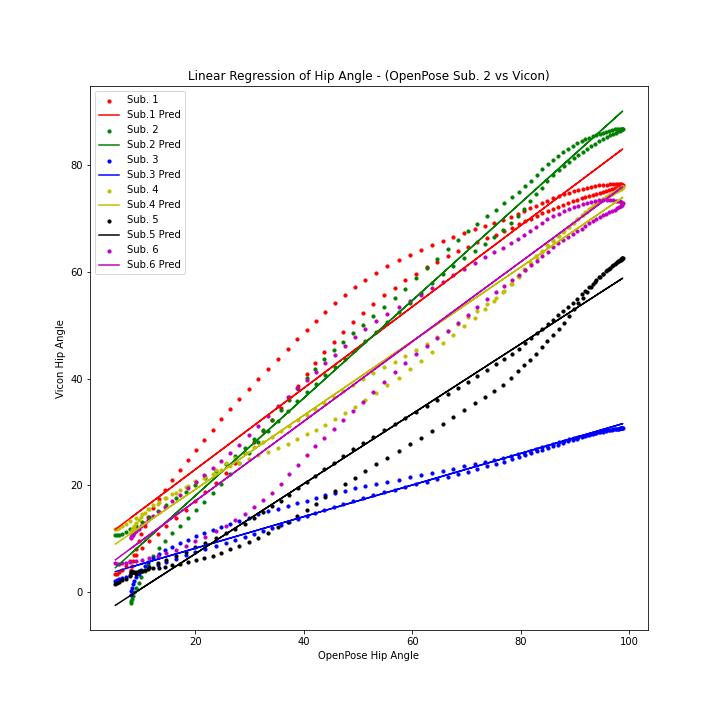 Linear Regression of Hip Angle - (OpenPose Sub. 2 vs Vicon)
Sub. 1
Sub.1 Pred
Sub. 2
Sub.2 Pred
Sub. 3
Sub.3 Pred
Sub. 4
Sub.4 Pred
Sub. 5
Sub.5 Pred
Sub. 6
Sub.6 Pred
Vicon Hip Angle
80
60
40
20
0
20 40 60 80 100
OpenPose Hip Angle